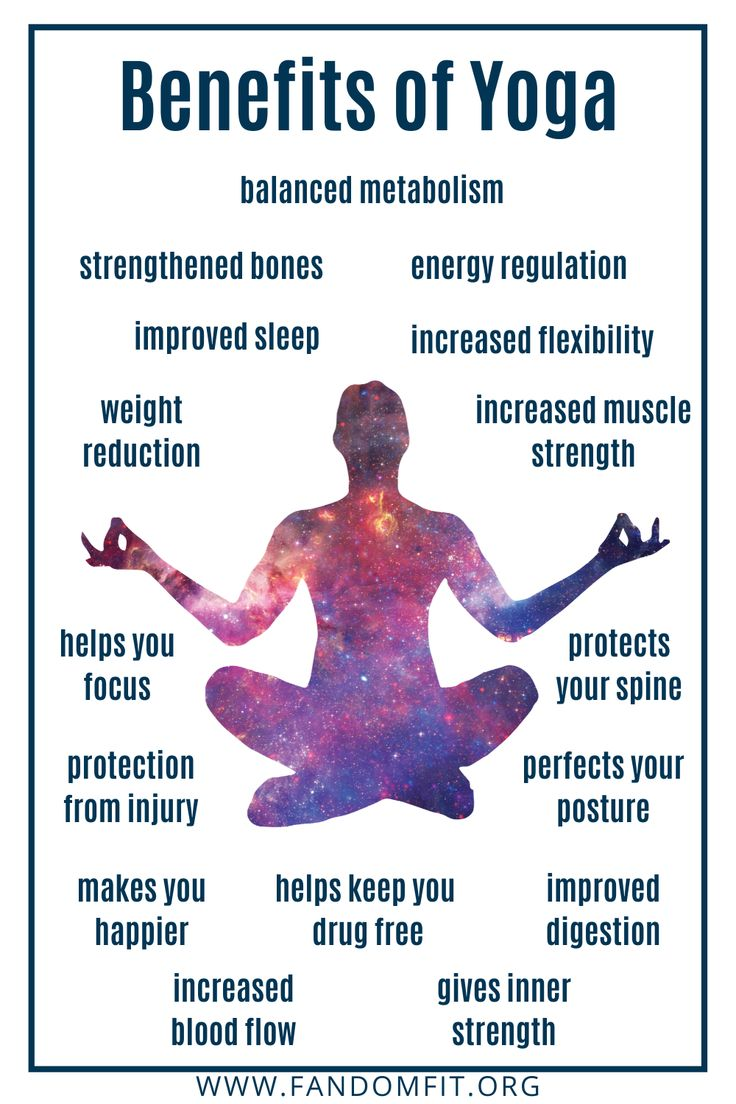 Benefits of Yoga
balanced metabolism
strengthened bones
energy regulation
improved sleep
increased flexibility
weight
reduction
increased muscle
strength
helps you
focus
protects
your spine
protection
from injury
perfects your
posture
makes you
happier
helps keep you
drug free
improved
digestion
increased
blood flow
gives inner
strength
WWW.FANDOMFIT.ORG